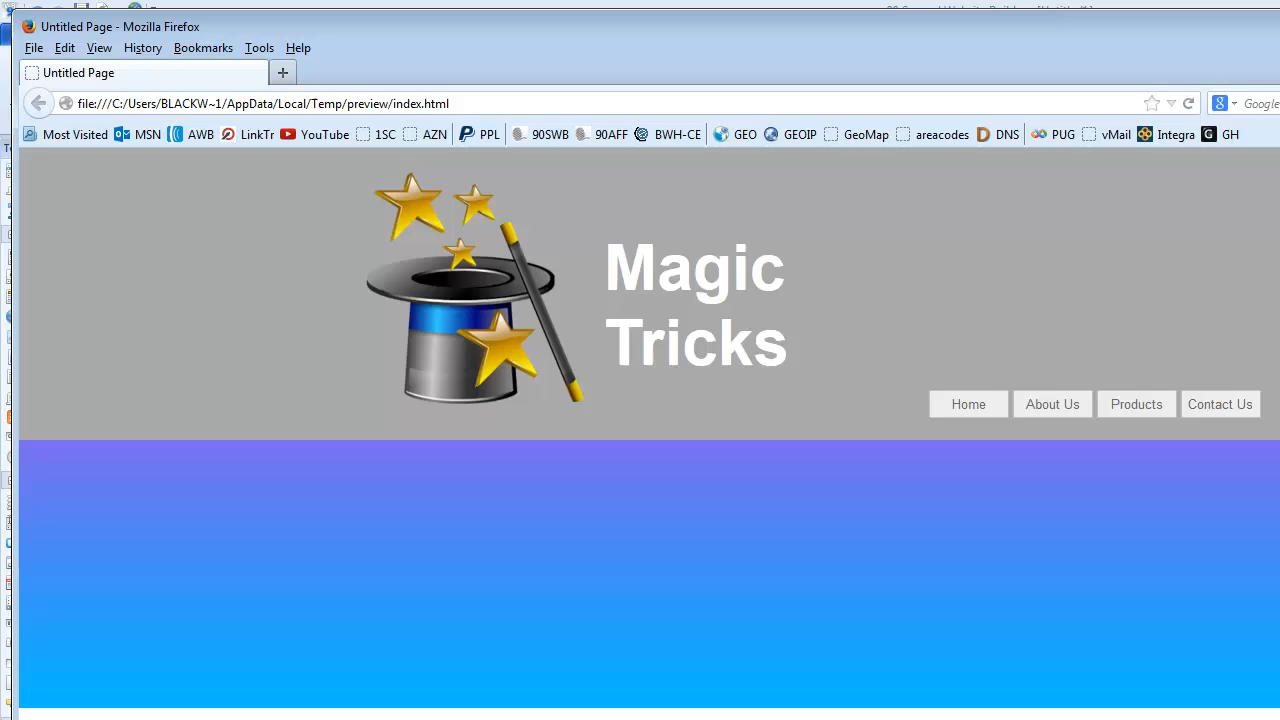 Untitled Page - Mozilla Firefox
File Edit View History Bookmarks Tools Help
Untitled Page +
file:///C:/Users/BLACKW~1/AppData/Local/Temp/preview/index.html 8 Google
Most Visited MSN AWB LinkTr YouTube 1SC AZN PPL 90SWB 90AFF BWH-CE GEO GEOIP GeoMap areacodes DNS PUG vMail Integra GH
Magic
Tricks
Home About Us Products Contact Us